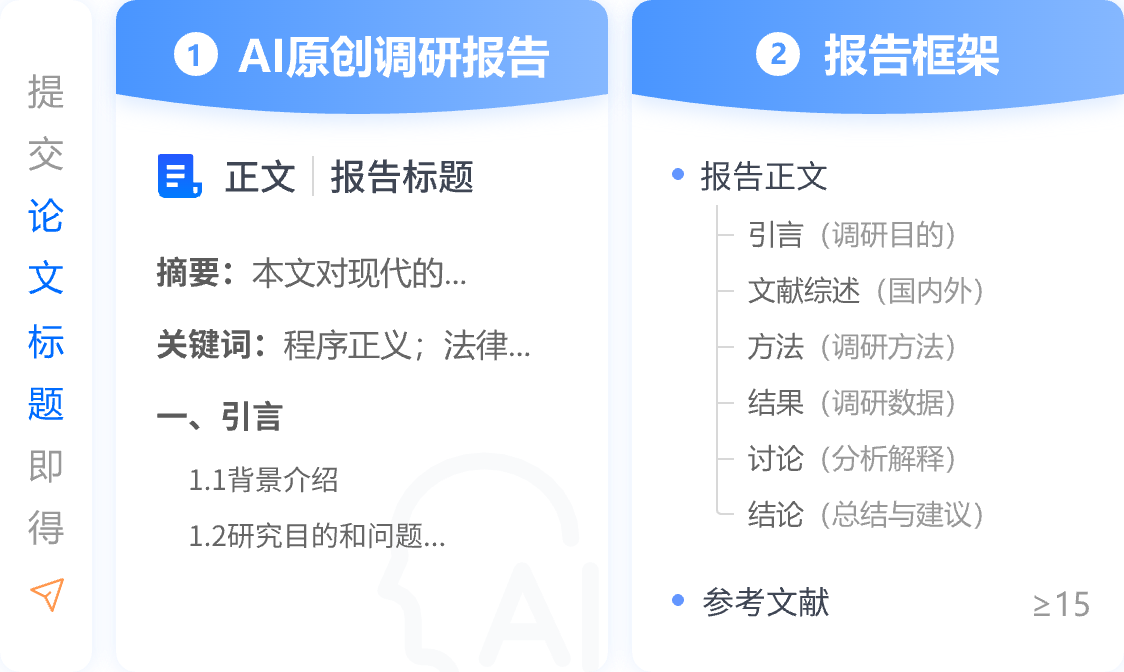 提交论文标题即得
1 AI原创调研报告
正文 | 报告标题
摘要：本文对现代的...
关键词：程序正义；法律...
一、引言
1.1背景介绍
1.2研究目的和问题...
AI
2 报告框架
报告正文
引言（调研目的）
文献综述（国内外）
方法（调研方法）
结果（调研数据）
讨论（分析解释）
结论（总结与建议）
参考文献 ≥15